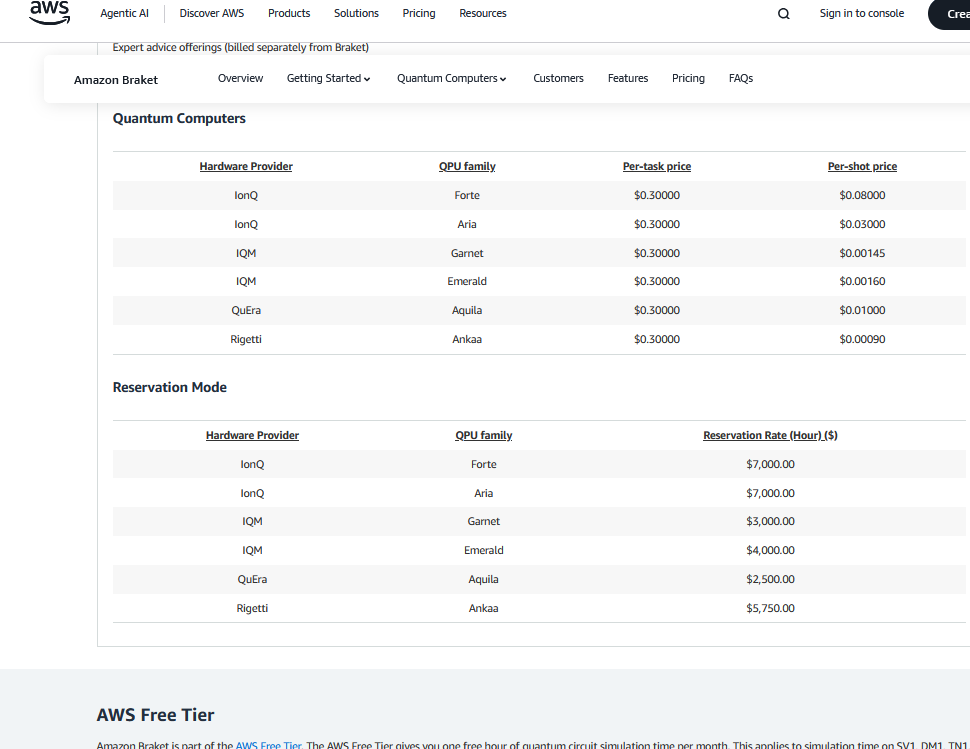 aws
Agentic AI Discover AWS Products Solutions Pricing Resources Sign in to console Crea
Expert advice offerings (billed separately from Braket)
Amazon Braket Overview Getting Started Quantum Computers Customers Features Pricing FAQs
Quantum Computers
Hardware Provider QPU family Per-task price Per-shot price
IonQ Forte $0.30000 $0.08000
IonQ Aria $0.30000 $0.03000
IQM Garnet $0.30000 $0.00145
IQM Emerald $0.30000 $0.00160
QuEra Aquila $0.30000 $0.01000
Rigetti Ankaa $0.30000 $0.00090
Reservation Mode
Hardware Provider QPU family Reservation Rate (Hour) ($)
IonQ Forte $7,000.00
IonQ Aria $7,000.00
IQM Garnet $3,000.00
IQM Emerald $4,000.00
QuEra Aquila $2,500.00
Rigetti Ankaa $5,750.00
AWS Free Tier
Amazon Braket is part of the AWS Free Tier. The AWS Free Tier gives you one free hour of quantum circuit simulation time per month. This applies to simulation time on SV1, DM1, TN1